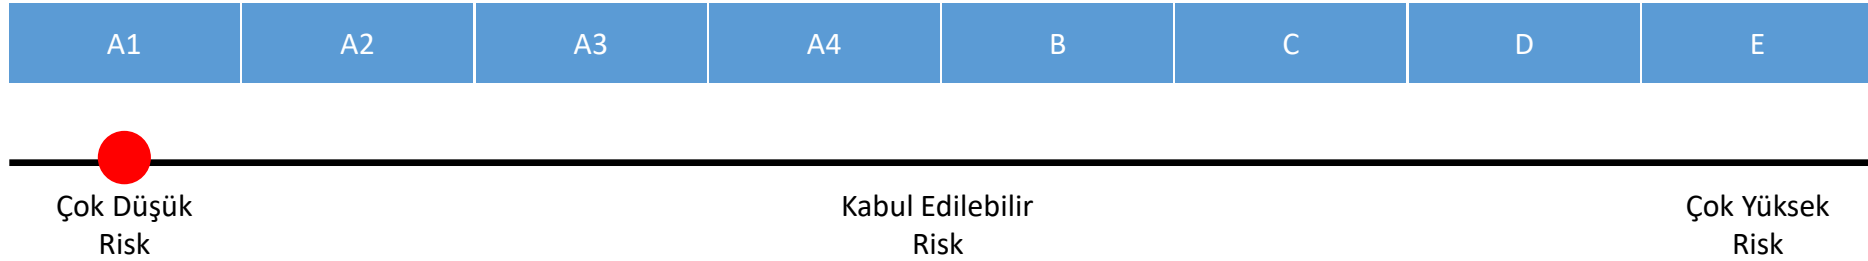 A1 A2 A3 A4 B C D E
Çok Düşük Kabul Edilebilir Çok Yüksek
Risk Risk Risk